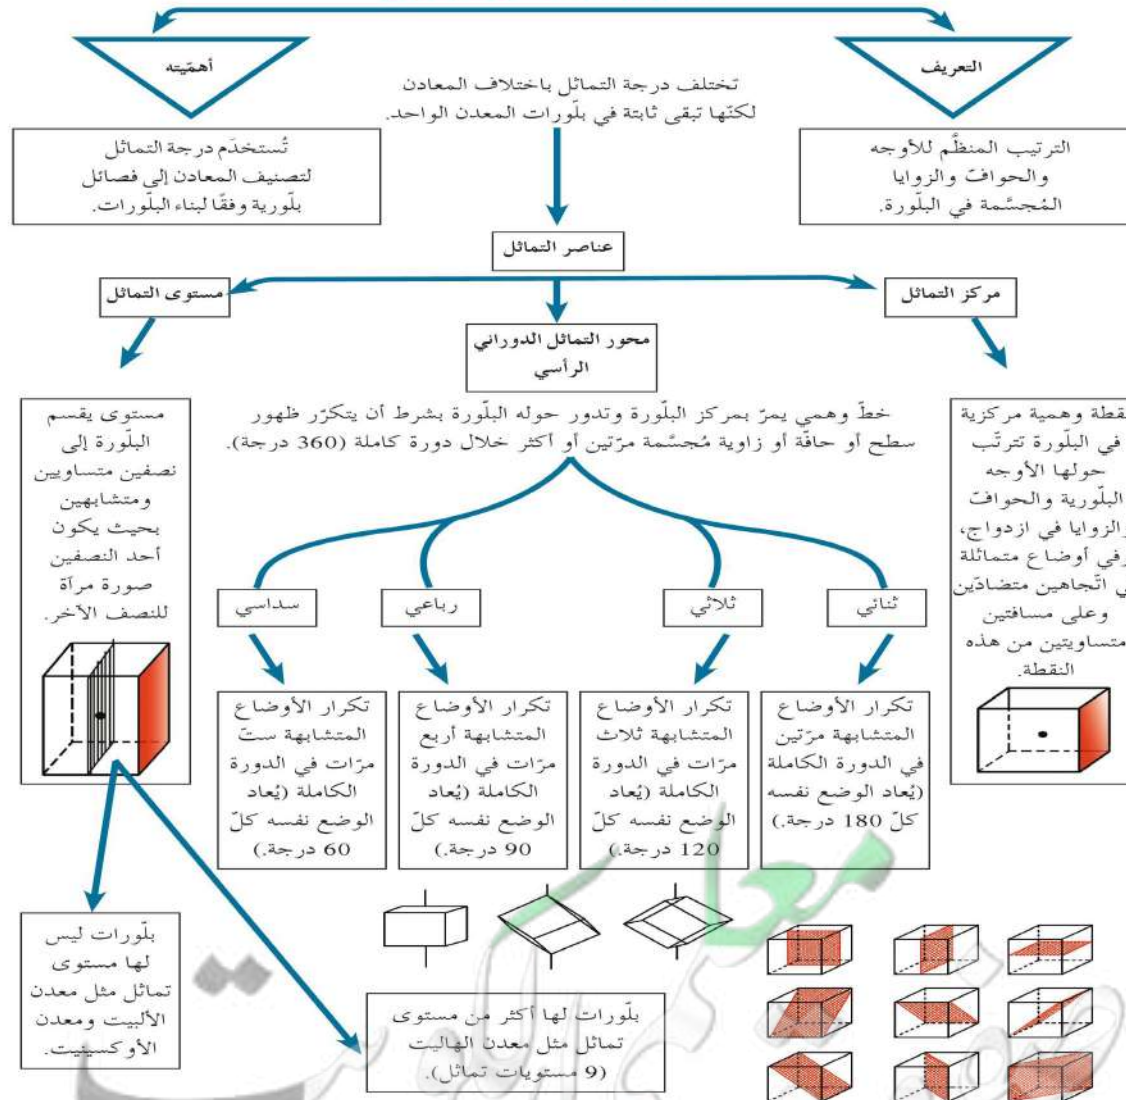 التعريف
أهمّيته
تختلف درجة التماثل باختلاف المعادن
لكنّها تبقى ثابتة في بلّورات المعدن الواحد.
الترتيب المنظَّم للأوجه
والحوافّ والزوايا
المُجسَّمة في البلّورة.
تُستخدَم درجة التماثل
لتصنيف المعادن إلى فصائل
بلّورية وفقًا لبناء البلّورات.
عناصر التماثل
مركز التماثل
مستوى التماثل
محور التماثل الدوراني
الرأسي
نقطة وهمية مركزية
في البلّورة تترتّب
حولها الأوجه
البلّورية والحوافّ
والزوايا في ازدواج،
وفي أوضاع متماثلة
في اتّجاهين متضادّين
وعلى مسافتين
متساويتين من هذه
النقطة.
خطّ وهمي يمرّ بمركز البلّورة وتدور حوله البلّورة بشرط أن يتكرّر ظهور
سطح أو حافّة أو زاوية مُجسَّمة مرّتين أو أكثر خلال دورة كاملة (360 درجة).
مستوى يقسم
البلّورة إلى
نصفين متساويين
ومتشابهين
بحيث يكون
أحد النصفين
صورة مرآة
للنصف الآخر.
ثنائي
ثلاثي
رباعي
سداسي
تكرار الأوضاع
المتشابهة مرّتين
في الدورة الكاملة
(يُعاد الوضع نفسه
كلّ 180 درجة.)
تكرار الأوضاع
المتشابهة ثلاث
مرّات في الدورة
الكاملة (يُعاد
الوضع نفسه كلّ
120 درجة.)
تكرار الأوضاع
المتشابهة أربع
مرّات في الدورة
الكاملة (يُعاد
الوضع نفسه كلّ
90 درجة.)
تكرار الأوضاع
المتشابهة ستّ
مرّات في الدورة
الكاملة (يُعاد
الوضع نفسه كلّ
60 درجة.)
بلّورات لها أكثر من مستوى
تماثل مثل معدن الهاليت
(9 مستويات تماثل).
بلّورات ليس
لها مستوى
تماثل مثل معدن
الألبيت ومعدن
الأوكسينيت.